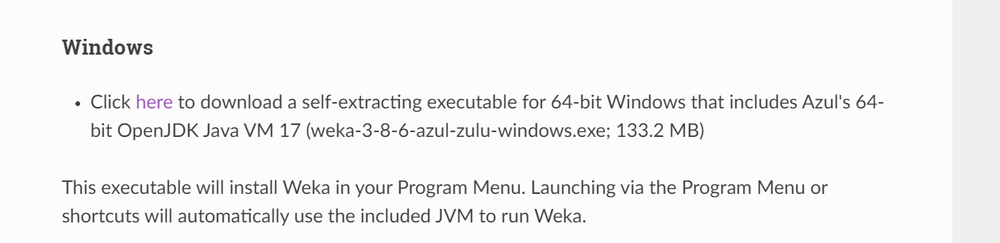 Windows
• Click here to download a self-extracting executable for 64-bit Windows that includes Azul's 64-
bit OpenJDK Java VM 17 (weka-3-8-6-azul-zulu-windows.exe; 133.2 MB)
This executable will install Weka in your Program Menu. Launching via the Program Menu or
shortcuts will automatically use the included JVM to run Weka.